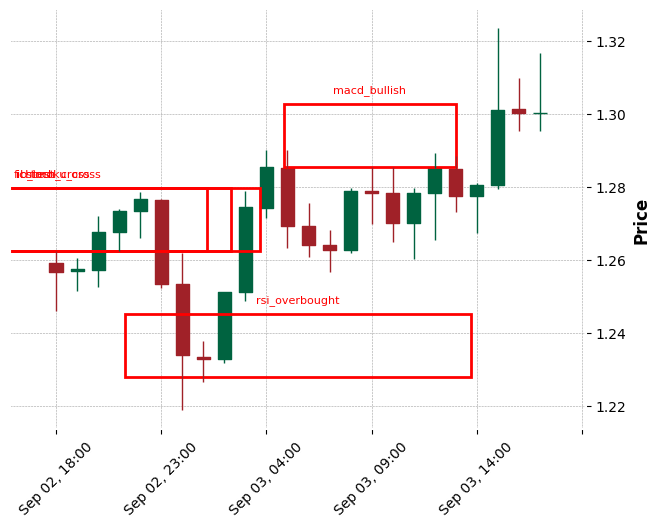 1.32
macd_bullish
1.30
1.28
1.26
rsi_overbought
1.24
1.22
Price
Sep 02, 18:00
Sep 02, 23:00
Sep 03, 04:00
Sep 03, 09:00
Sep 03, 14:00